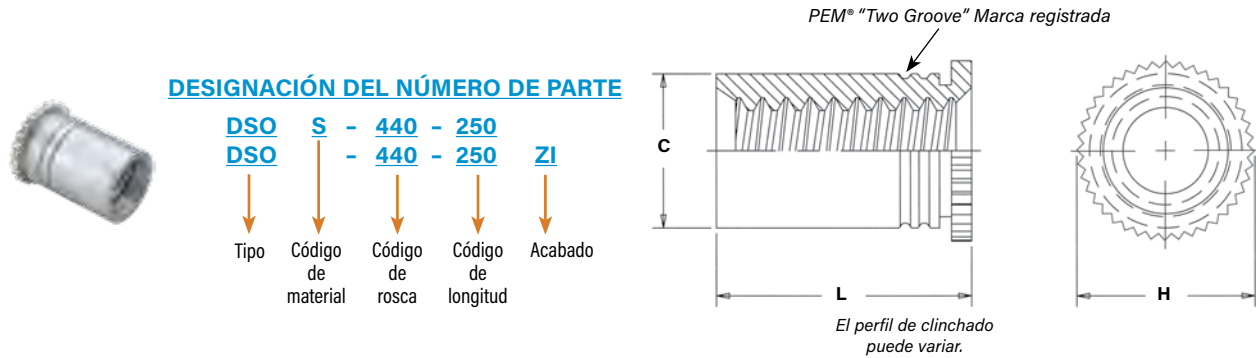 PEM® “Two Groove” Marca registrada
DESIGNACIÓN DEL NÚMERO DE PARTE
DSO S - 440 - 250
DSO - 440 - 250 ZI
Tipo
Código
de
material
Código
de
rosca
Código
de
longitud
Acabado
C
L
H
El perfil de clinchado
puede variar.